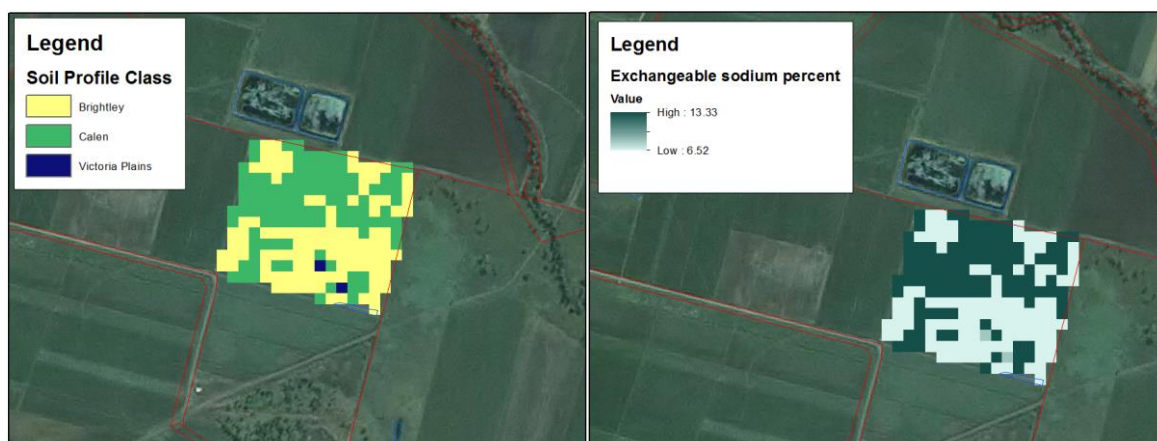 Legend
Soil Profile Class
Brightley
Calen
Victoria Plains
Legend
Exchangeable sodium percent
Value
High : 13.33
Low : 6.52